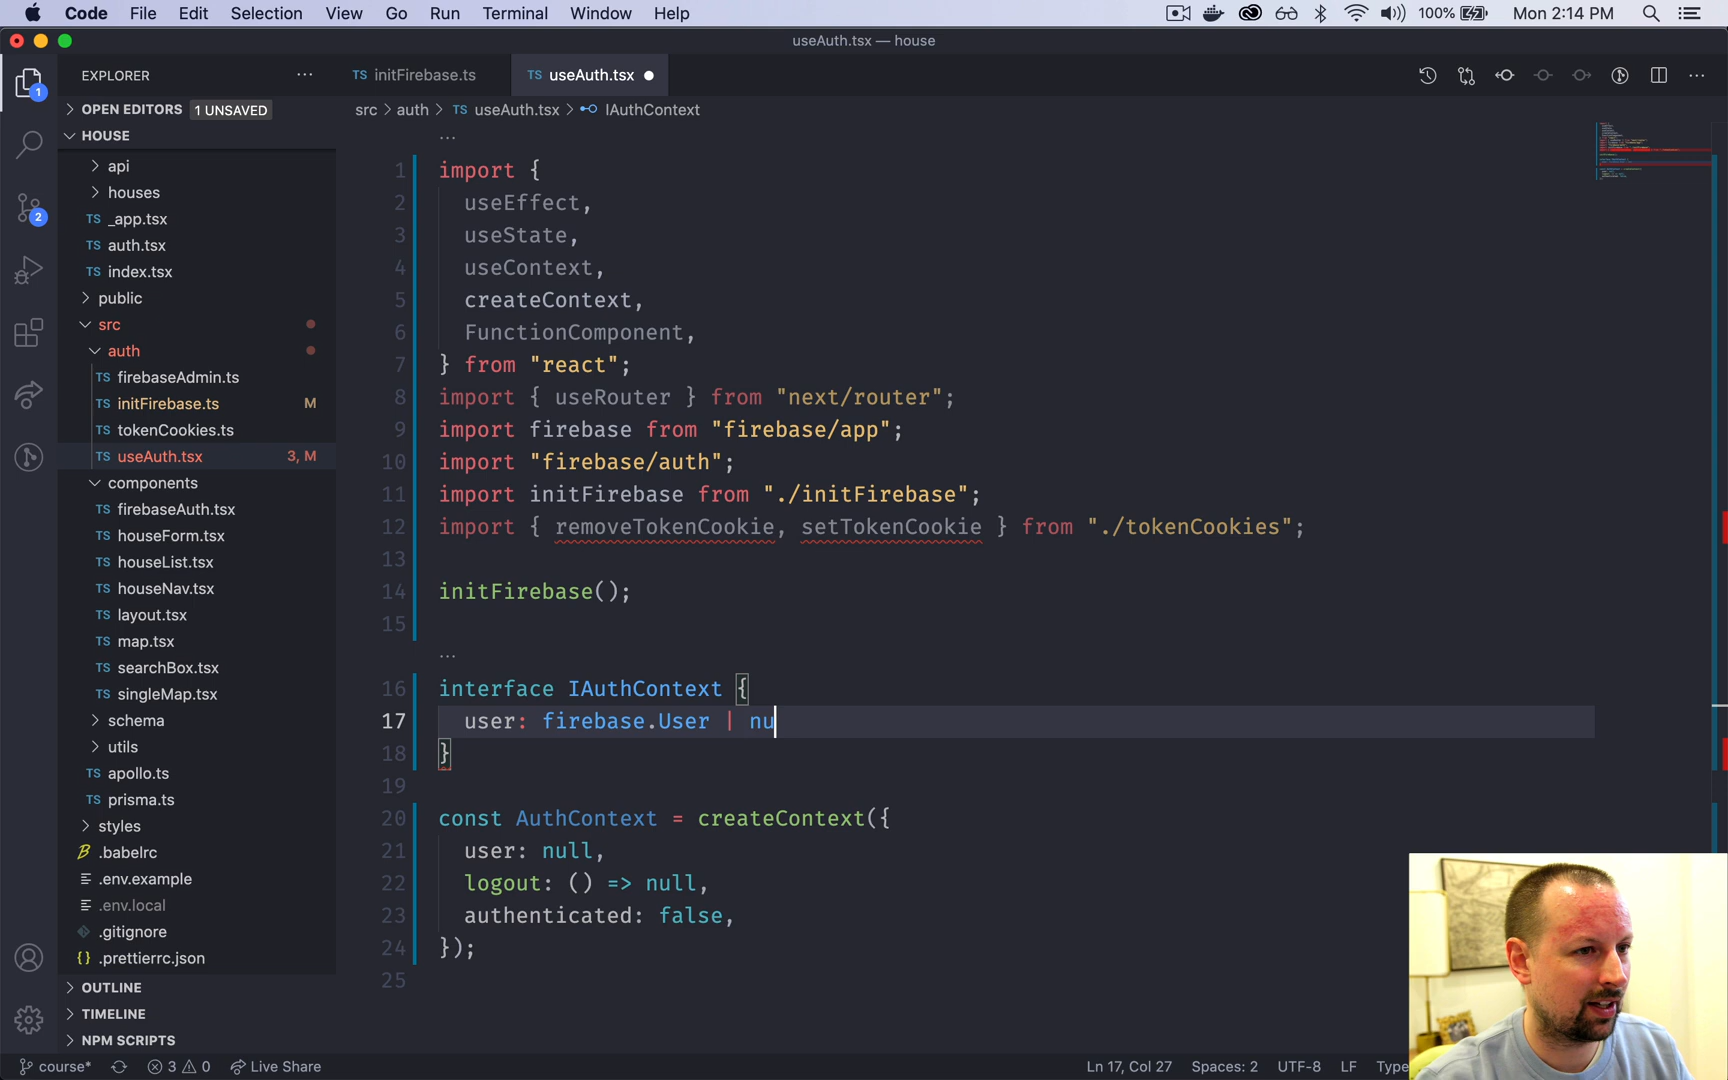 Code File Edit Selection View Go Run Terminal Window Help 100% Mon 2:14 PM
useAuth.tsx — house
EXPLORER ...
TS initFirebase.ts
TS useAuth.tsx
OPEN EDITORS 1 UNSAVED
src > auth > TS useAuth.tsx > IAuthContext
HOUSE
api
houses
TS _app.tsx
TS auth.tsx
TS index.tsx
public
src
auth
TS firebaseAdmin.ts
TS initFirebase.ts M
TS tokenCookies.ts
TS useAuth.tsx 3, M
components
TS firebaseAuth.tsx
TS houseForm.tsx
TS houseList.tsx
TS houseNav.tsx
TS layout.tsx
TS map.tsx
TS searchBox.tsx
TS singleMap.tsx
schema
utils
TS apollo.ts
TS prisma.ts
styles
.babelrc
.env.example
.env.local
.gitignore
{} .prettierrc.json
OUTLINE
TIMELINE
NPM SCRIPTS
1
2
...
1 import {
2 useEffect,
3 useState,
4 useContext,
5 createContext,
6 FunctionComponent,
7 } from "react";
8 import { useRouter } from "next/router";
9 import firebase from "firebase/app";
10 import "firebase/auth";
11 import initFirebase from "./initFirebase";
12 import { removeTokenCookie, setTokenCookie } from "./tokenCookies";
13
14 initFirebase();
15
...
16 interface IAuthContext {
17 user: firebase.User | nu
18 }
19
20 const AuthContext = createContext({
21 user: null,
22 logout: () => null,
23 authenticated: false,
24 });
25
course* 3 0 Live Share Ln 17, Col 27 Spaces: 2 UTF-8 LF